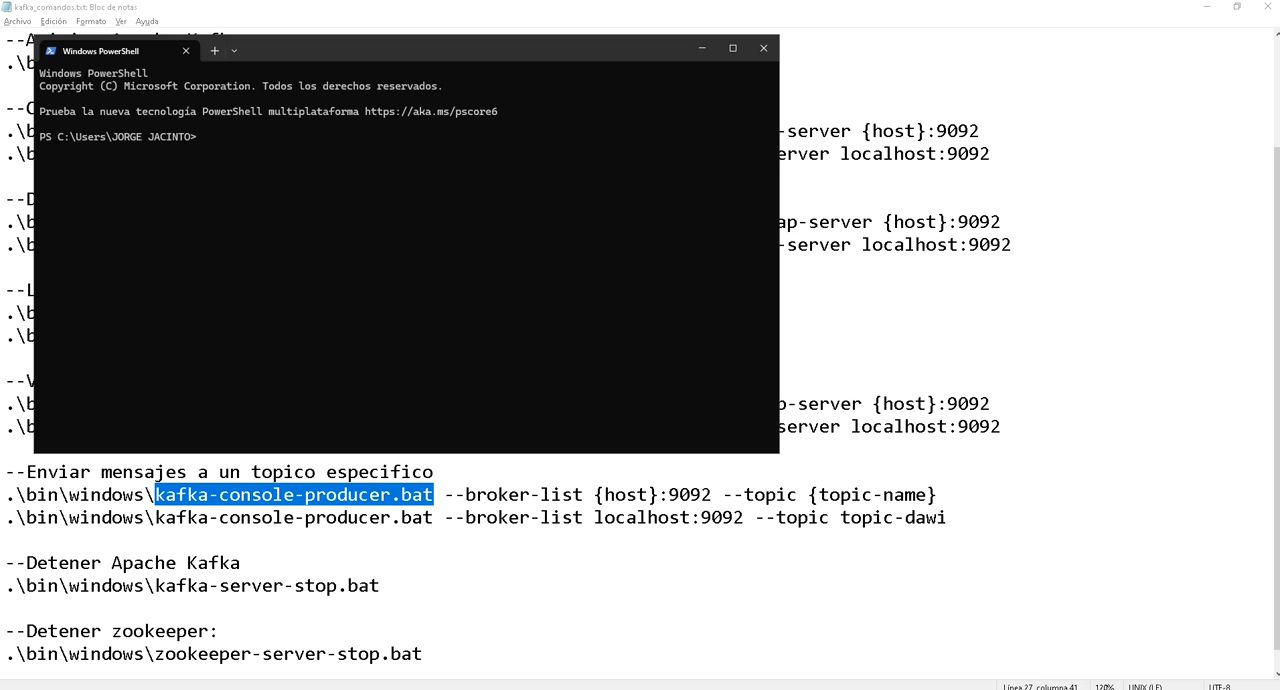 kafka_comandos.txt: Bloc de notas
Archivo Edición Formato Ver Ayuda
Windows PowerShell
Windows PowerShell
Copyright (C) Microsoft Corporation. Todos los derechos reservados.
Prueba la nueva tecnología PowerShell multiplataforma https://aka.ms/pscore6
PS C:\Users\JORGE JACINTO>
-server {host}:9092
erver localhost:9092
ap-server {host}:9092
-server localhost:9092
p-server {host}:9092
server localhost:9092
--Enviar mensajes a un topico especifico
.\bin\windows\kafka-console-producer.bat --broker-list {host}:9092 --topic {topic-name}
.\bin\windows\kafka-console-producer.bat --broker-list localhost:9092 --topic topic-dawi
--Detener Apache Kafka
.\bin\windows\kafka-server-stop.bat
--Detener zookeeper:
.\bin\windows\zookeeper-server-stop.bat
Línea 27, columna 41 120% UNIX (LF) UTF-8